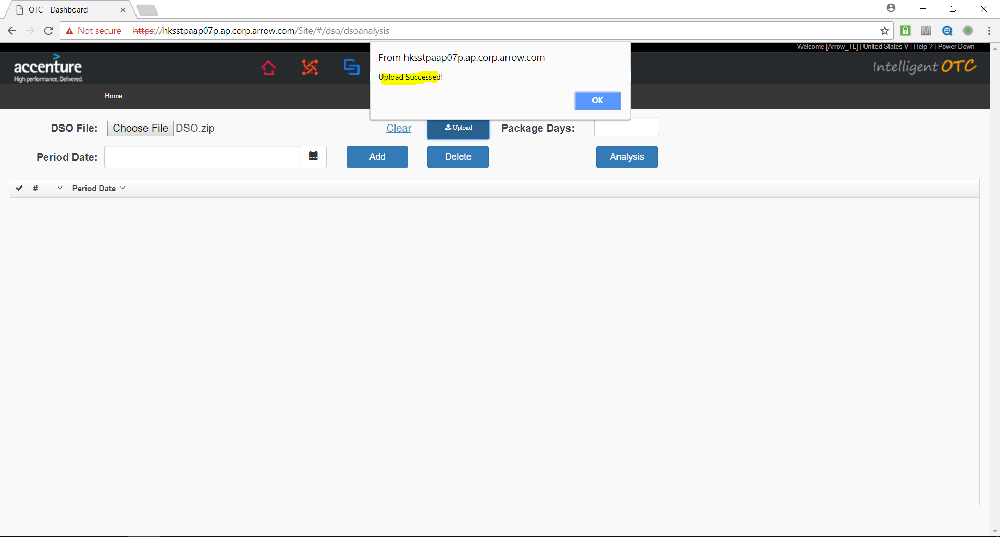 OTC - Dashboard
Not secure https://hksstpaap07p.ap.corp.arrow.com/Site/#/dso/dsoanalysis
Welcome [Arrow_TL] | United States V | Help ? | Power Down
From hksstpaap07p.ap.corp.arrow.com
Upload Successed!
OK
accenture
High performance. Delivered.
Intelligent OTC
Home
DSO File: Choose File DSO.zip Clear Upload Package Days:
Period Date: Add Delete Analysis
# Period Date